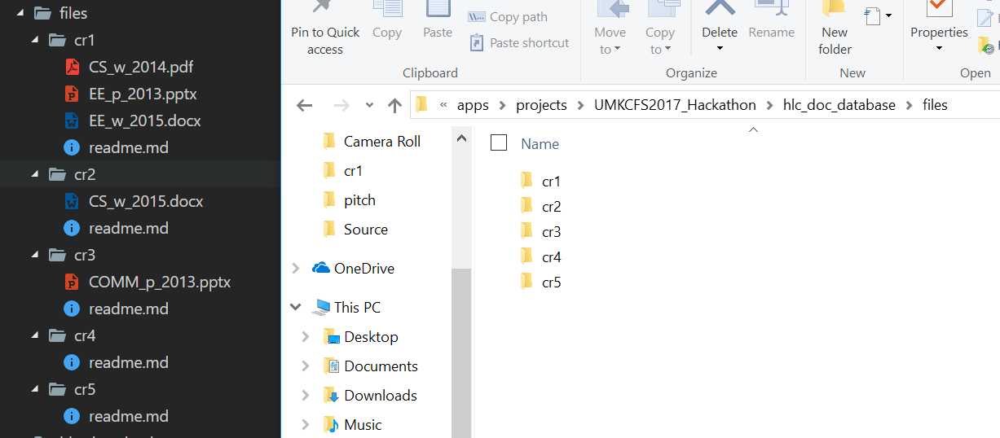 files
cr1
CS_w_2014.pdf
EE_p_2013.pptx
EE_w_2015.docx
readme.md
cr2
CS_w_2015.docx
readme.md
cr3
COMM_p_2013.pptx
readme.md
cr4
readme.md
cr5
readme.md
Pin to Quick
access
Copy
Paste
Copy path
Paste shortcut
Clipboard
Move
to
Copy
to
Delete
Rename
Organize
New
folder
New
Properties
Open
« apps > projects > UMKCFS2017_Hackathon > hlc_doc_database > files
Camera Roll
cr1
pitch
Source
OneDrive
This PC
Desktop
Documents
Downloads
Music
Name
cr1
cr2
cr3
cr4
cr5